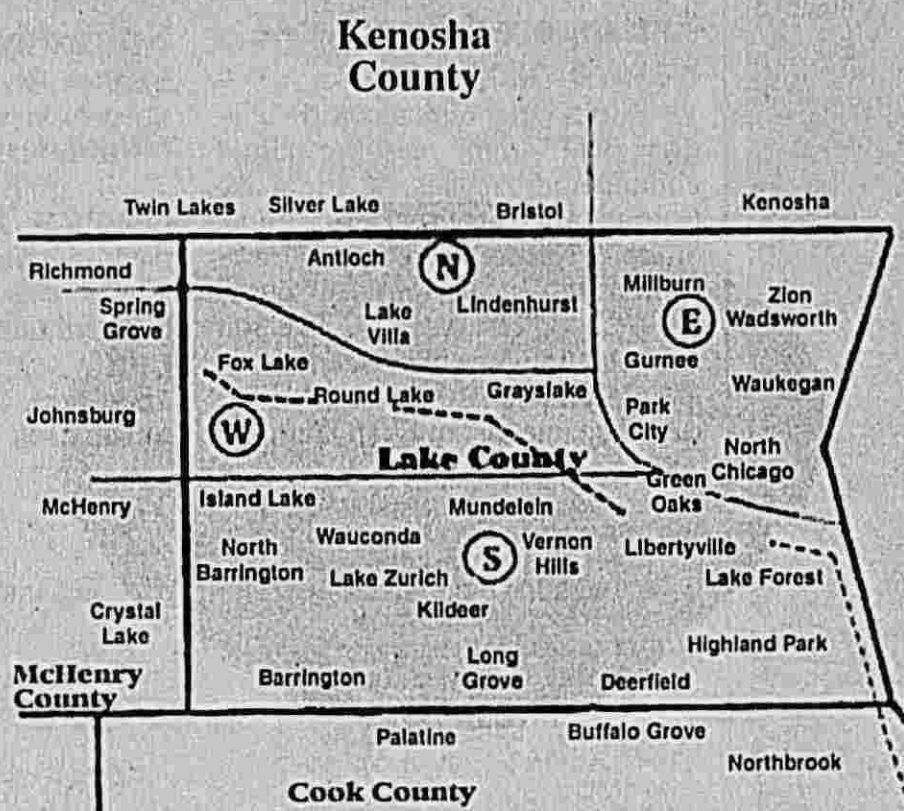 Kenosha
County
Twin Lakes
Silver Lake
Bristol
Kenosha
Richmond
Antioch
N
Millburn
Spring
Grove
Lake
Villa
Lindenhurst
E
Zion
Wadsworth
Fox Lake
Gurnee
Round Lake
Grayslake
Waukegan
Johnsburg
W
Park
City
Lake County
North
Chicago
McHenry
Island Lake
Mundelein
Green
Oaks
North
Barrington
Wauconda
S
Vernon
Hills
Libertyville
Lake Zurich
Lake Forest
Kildeer
Crystal
Lake
Highland Park
McHenry
County
Barrington
Long
Grove
Deerfield
Palatine
Buffalo Grove
Northbrook
Cook County